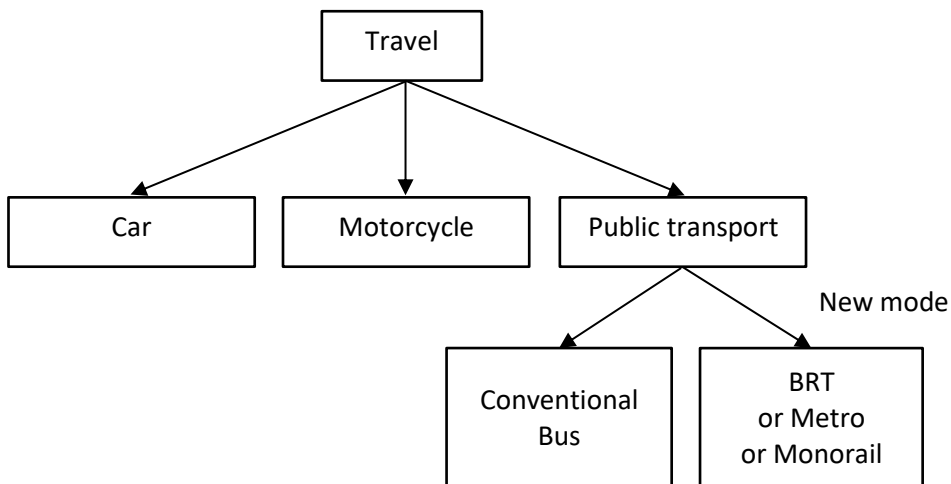 Travel
Car
Motorcycle
Public transport
New mode
Conventional
Bus
BRT
or Metro
or Monorail